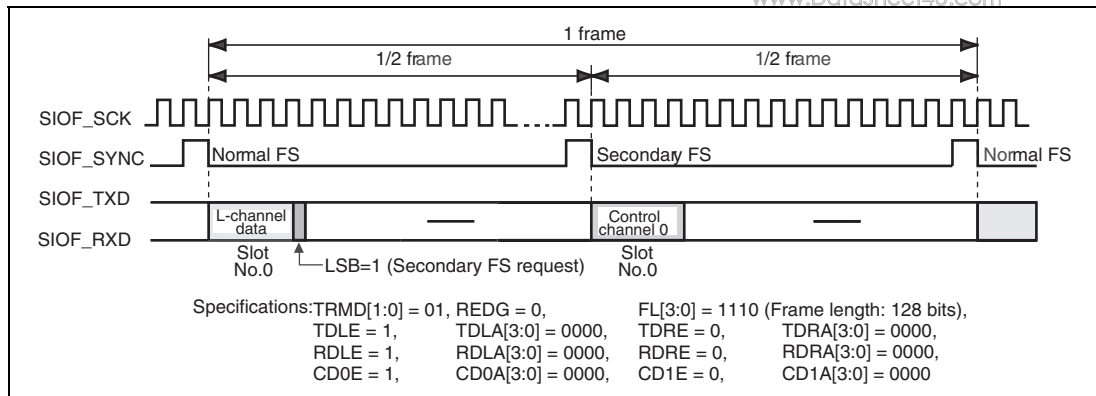 www.DataSheet4U.com
1 frame
1/2 frame 1/2 frame
SIOF_SCK
SIOF_SYNC Normal FS Secondary FS Normal FS
SIOF_TXD
L-channel data Control channel 0
SIOF_RXD
Slot No.0 LSB=1 (Secondary FS request) Slot No.0
Specifications: TRMD[1:0] = 01, REDG = 0, FL[3:0] = 1110 (Frame length: 128 bits),
TDLE = 1, TDLA[3:0] = 0000, TDRE = 0, TDRA[3:0] = 0000,
RDLE = 1, RDLA[3:0] = 0000, RDRE = 0, RDRA[3:0] = 0000,
CD0E = 1, CD0A[3:0] = 0000, CD1E = 0, CD1A[3:0] = 0000